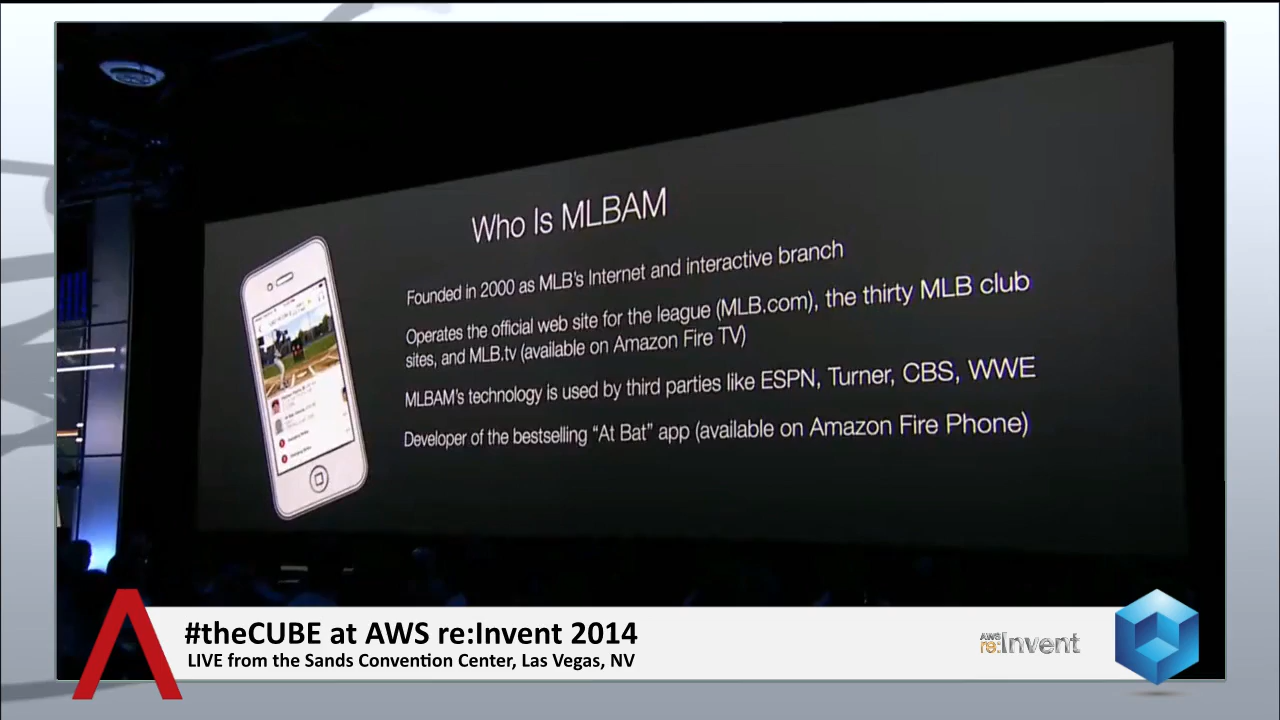 Who Is MLBAM
Founded in 2000 as MLB's Internet and interactive branch
Operates the official web site for the league (MLB.com), the thirty MLB club
sites, and MLB.tv (available on Amazon Fire TV)
MLBAM's technology is used by third parties like ESPN, Turner, CBS, WWE
Developer of the bestselling "At Bat" app (available on Amazon Fire Phone)
#theCUBE at AWS re:Invent 2014
LIVE from the Sands Convention Center, Las Vegas, NV
AWS
re:Invent